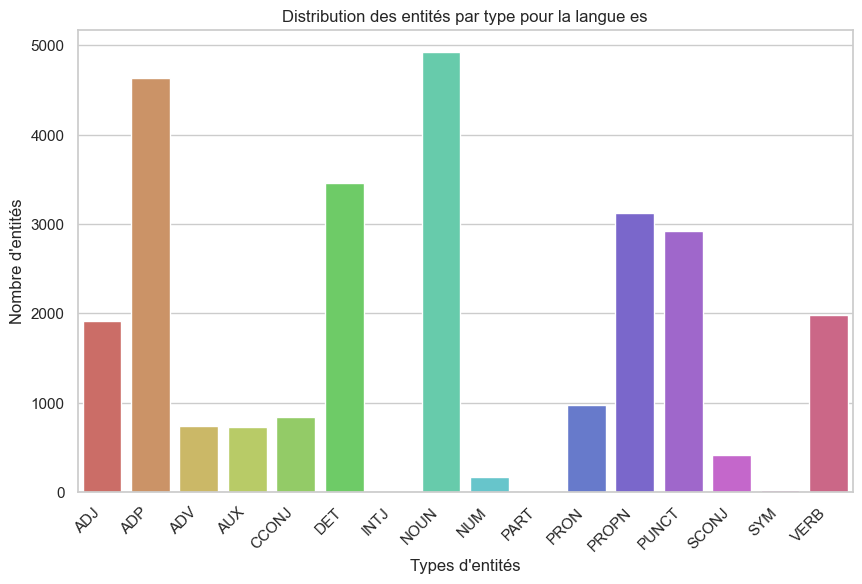 Distribution des entités par type pour la langue es
Nombre d'entités
5000
4000
3000
2000
1000
0
ADJ
ADP
ADV
AUX
CCONJ
DET
INTJ
NOUN
NUM
PART
PRON
PROPN
PUNCT
SCONJ
SYM
VERB
Types d'entités